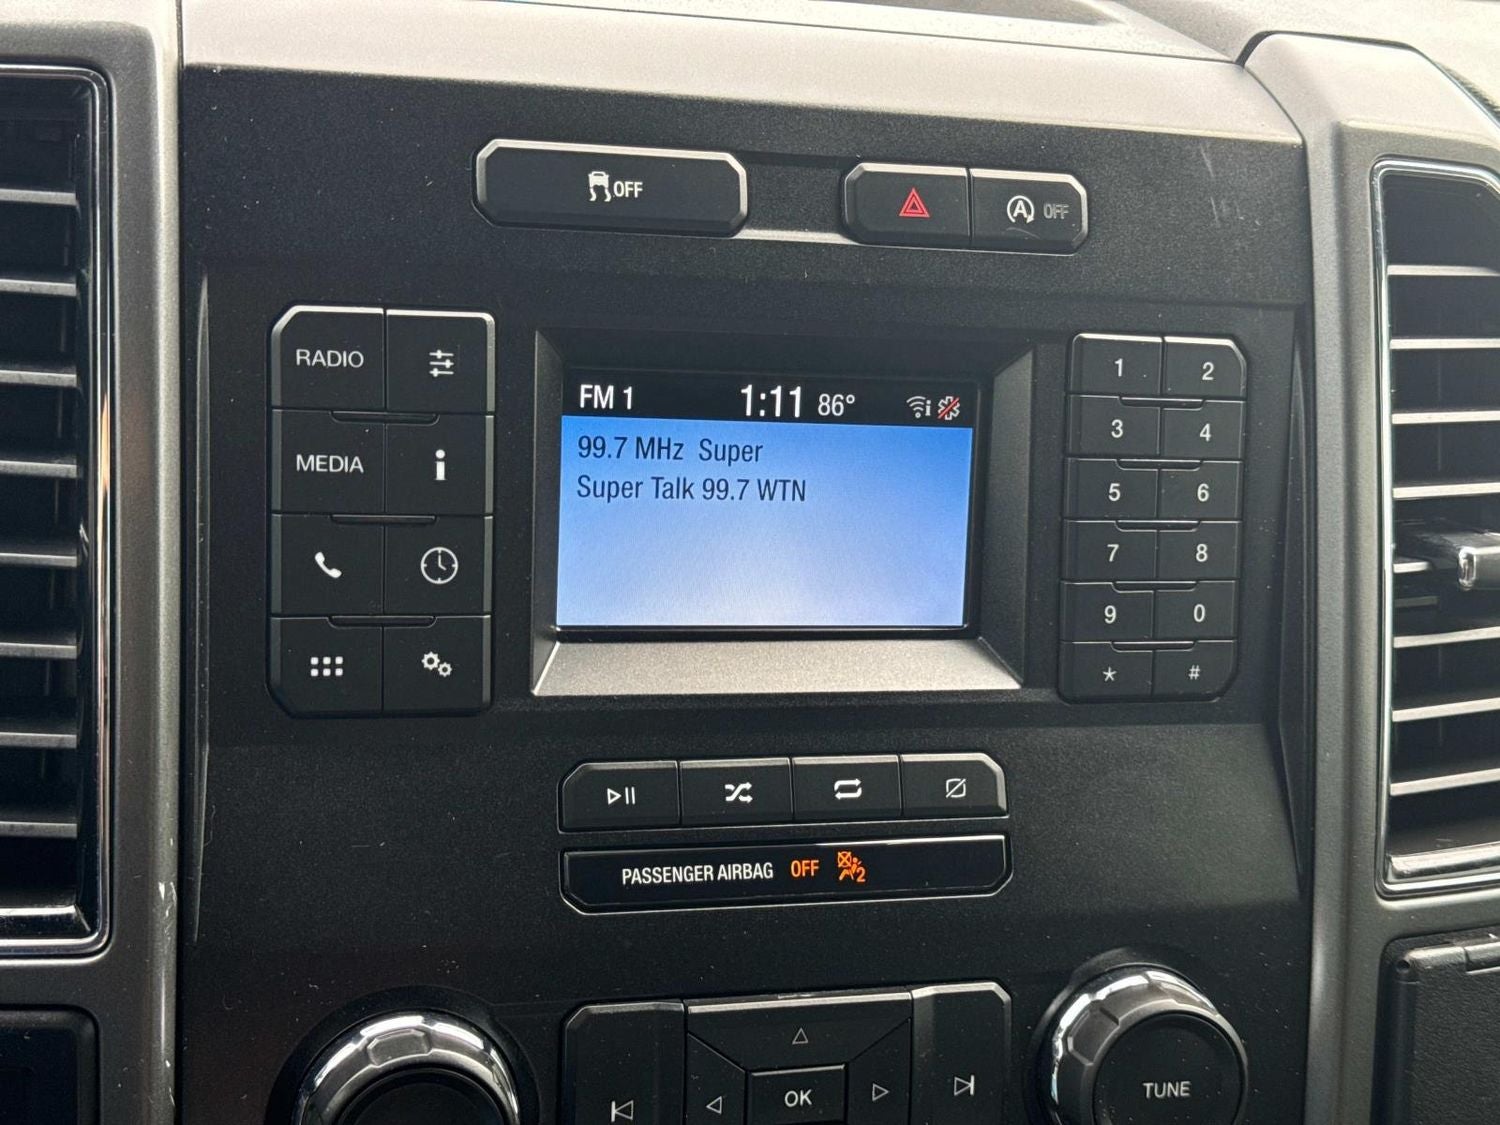 OFF
A OFF
RADIO
MEDIA
i
FM 1 1:11 86° i
99.7 MHz Super
Super Talk 99.7 WTN
1 2
3 4
5 6
7 8
9 0
* #
PASSENGER AIRBAG OFF 2
OK
TUNE